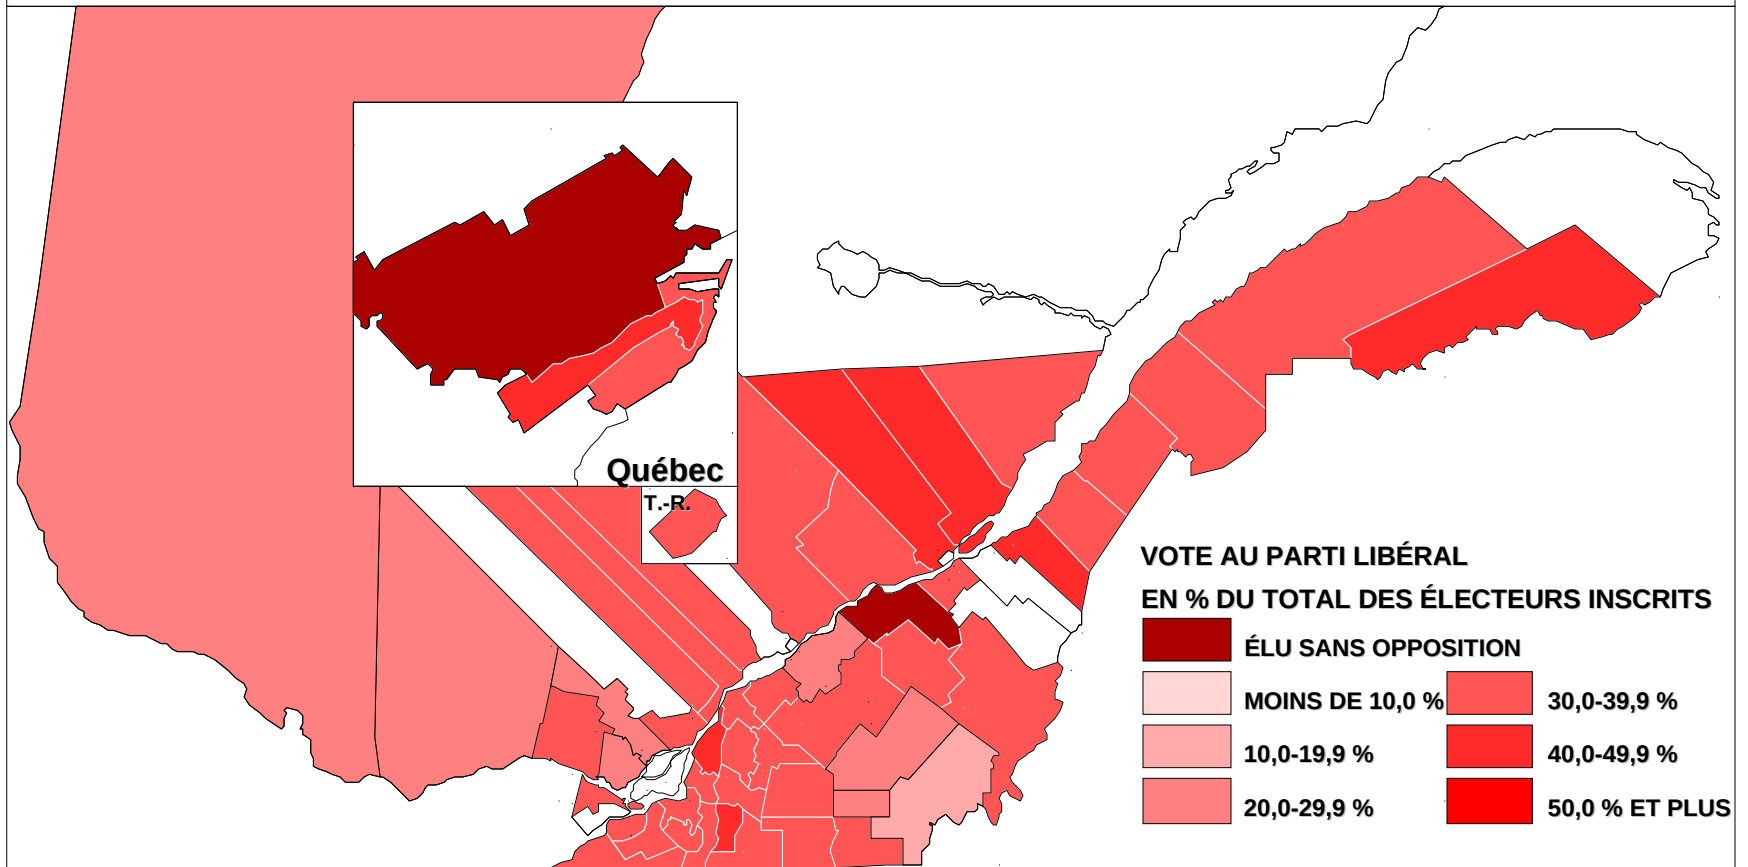 Québec
T.-R.
VOTE AU PARTI LIBÉRAL
EN % DU TOTAL DES ÉLECTEURS INSCRITS
ÉLU SANS OPPOSITION
MOINS DE 10,0 %
30,0-39,9 %
10,0-19,9 %
40,0-49,9 %
20,0-29,9 %
50,0 % ET PLUS